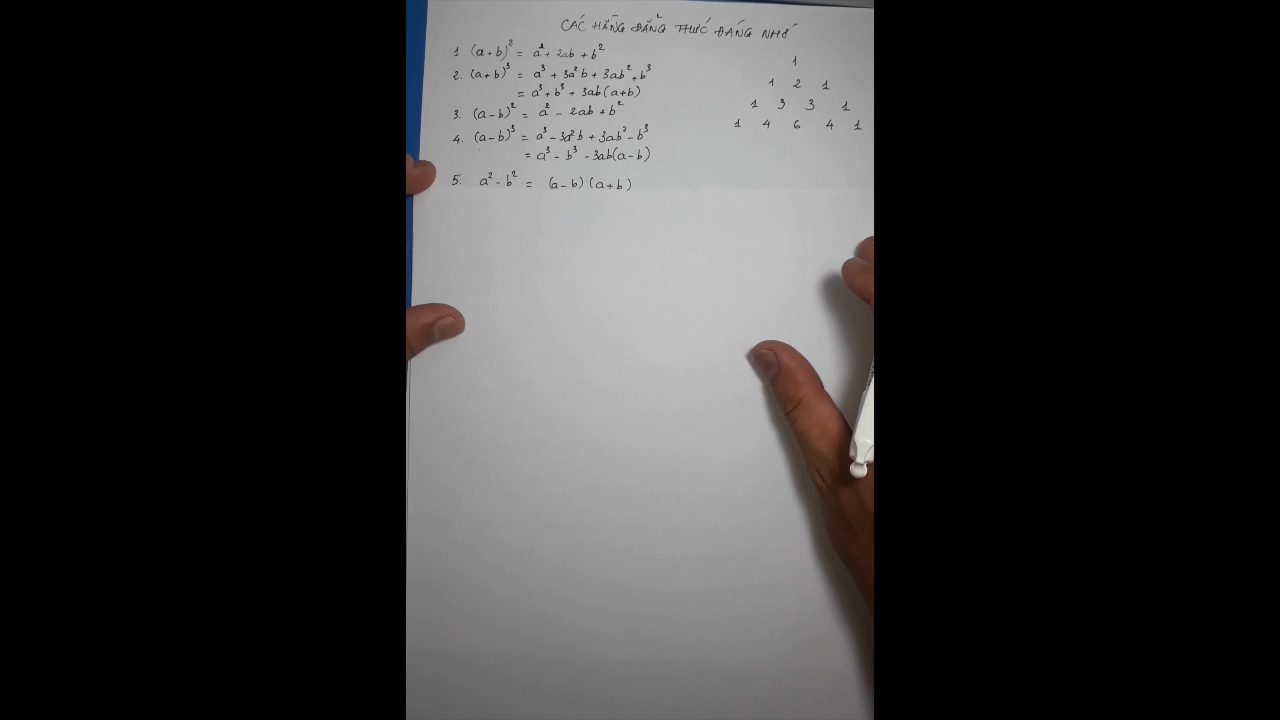 CÁC HẰNG ĐẲNG THỨC ĐÁNG NHỚ
1. (a+b)² = a² + 2ab + b²
2. (a+b)³ = a³ + 3a²b + 3ab² + b³
= a³ + b³ + 3ab(a+b)
3. (a-b)² = a² - 2ab + b²
4. (a-b)³ = a³ - 3a²b + 3ab² - b³
= a³ - b³ - 3ab(a-b)
5. a² - b² = (a-b)(a+b)
1
1 2 1
1 3 3 1
1 4 6 4 1